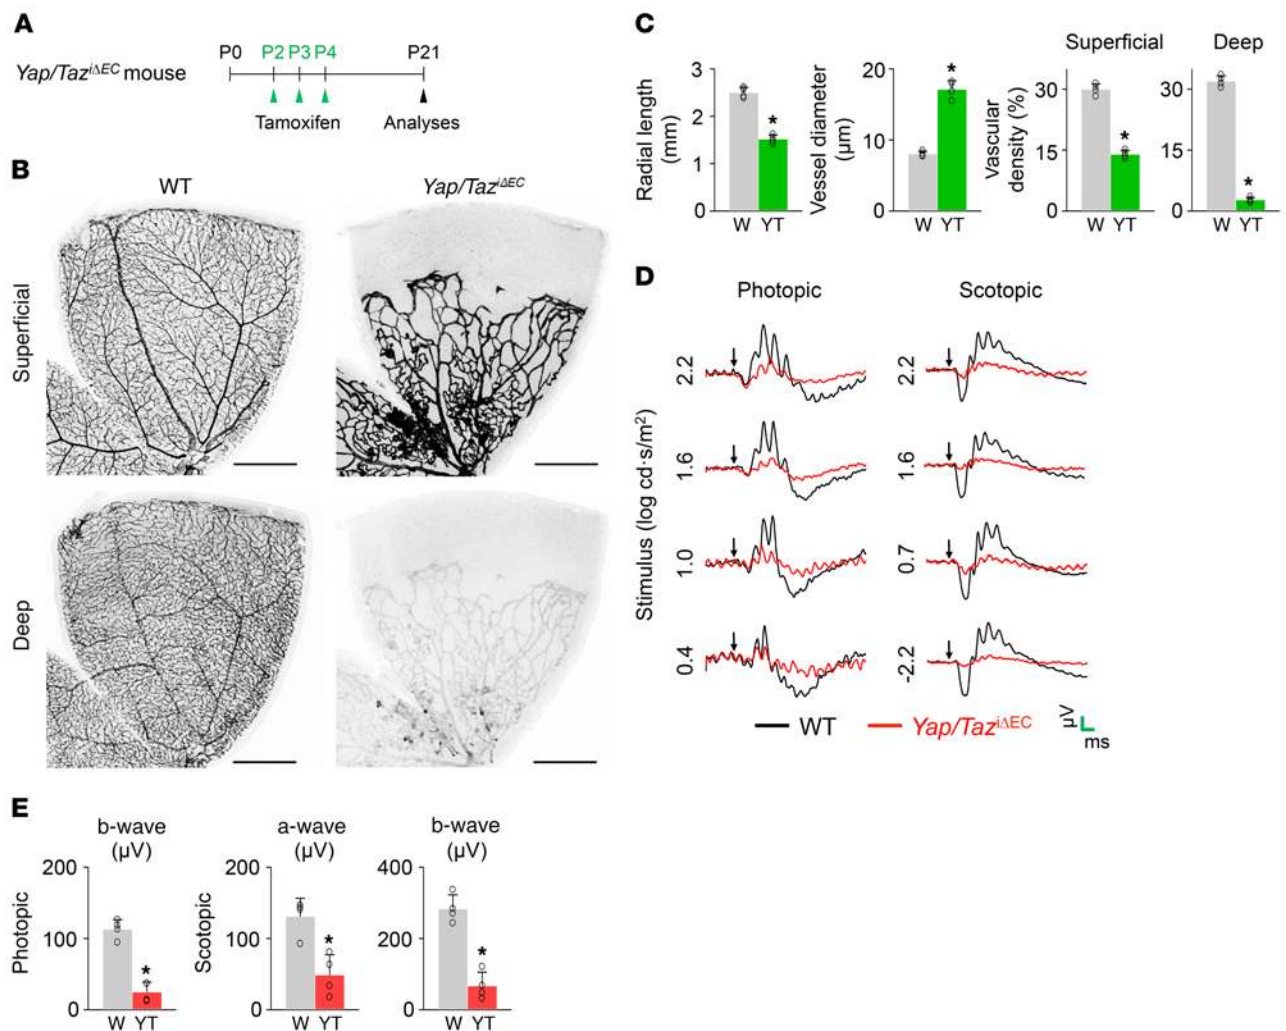 A
Yap/Taz^iΔEC mouse
P0 P2 P3 P4 P21
Tamoxifen Analyses
B
WT Yap/Taz^iΔEC
Superficial
Deep
C
Superficial Deep
Radial length
(mm)
3
2
1
0
*
W YT
Vessel diameter
(µm)
20
10
0
*
W YT
Vascular
density (%)
30
15
0
*
W YT
30
15
0
*
W YT
D
Photopic Scotopic
Stimulus (log cd·s/m²)
2.2 2.2
1.6 1.6
1.0 0.7
0.4 -2.2
WT Yap/Taz^iΔEC
µV
ms
E
b-wave
(µV)
Photopic
200
100
0
*
W YT
a-wave
(µV)
Scotopic
200
100
0
*
W YT
b-wave
(µV)
400
200
0
*
W YT